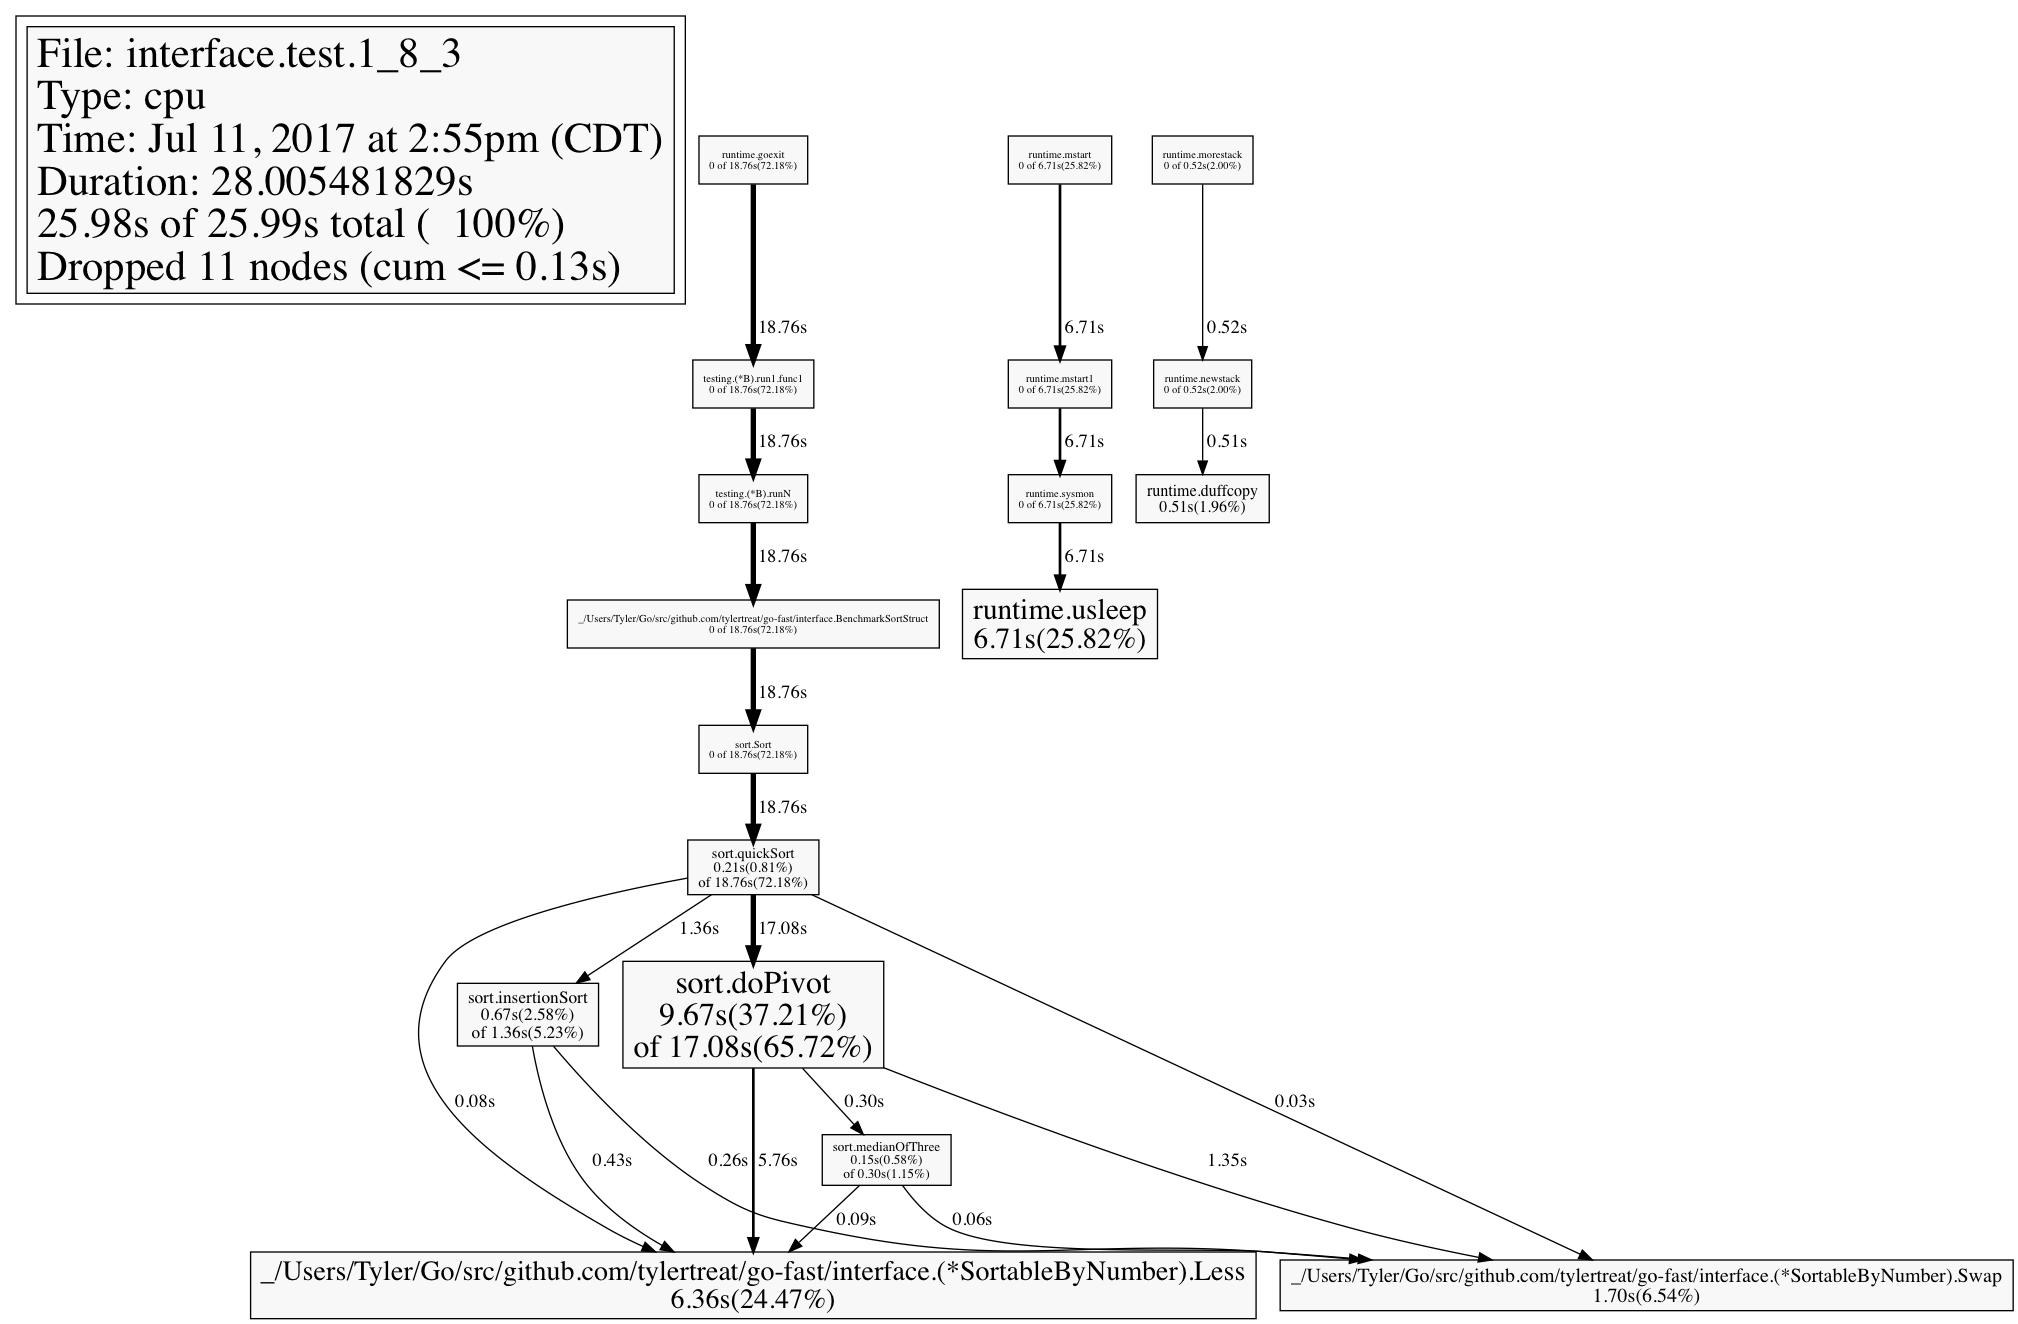 File: interface.test.1_8_3
Type: cpu
Time: Jul 11, 2017 at 2:55pm (CDT)
Duration: 28.005481829s
25.98s of 25.99s total (  100%)
Dropped 11 nodes (cum <= 0.13s)
runtime.goexit
0 of 18.76s(72.18%)
runtime.mstart
0 of 6.71s(25.82%)
runtime.morestack
0 of 0.52s(2.00%)
18.76s
6.71s
0.52s
testing.(*B).run1.func1
0 of 18.76s(72.18%)
runtime.mstart1
0 of 6.71s(25.82%)
runtime.newstack
0 of 0.52s(2.00%)
18.76s
6.71s
0.51s
testing.(*B).runN
0 of 18.76s(72.18%)
runtime.sysmon
0 of 6.71s(25.82%)
runtime.duffcopy
0.51s(1.96%)
18.76s
6.71s
_/Users/Tyler/Go/src/github.com/tylertreat/go-fast/interface.BenchmarkSortStruct
0 of 18.76s(72.18%)
runtime.usleep
6.71s(25.82%)
18.76s
sort.Sort
0 of 18.76s(72.18%)
18.76s
sort.quickSort
0.21s(0.81%)
of 18.76s(72.18%)
1.36s
17.08s
sort.insertionSort
0.67s(2.58%)
of 1.36s(5.23%)
sort.doPivot
9.67s(37.21%)
of 17.08s(65.72%)
0.08s
0.30s
0.03s
sort.medianOfThree
0.15s(0.58%)
of 0.30s(1.15%)
0.43s
0.26s
5.76s
1.35s
0.09s
0.06s
_/Users/Tyler/Go/src/github.com/tylertreat/go-fast/interface.(*SortableByNumber).Less
6.36s(24.47%)
_/Users/Tyler/Go/src/github.com/tylertreat/go-fast/interface.(*SortableByNumber).Swap
1.70s(6.54%)